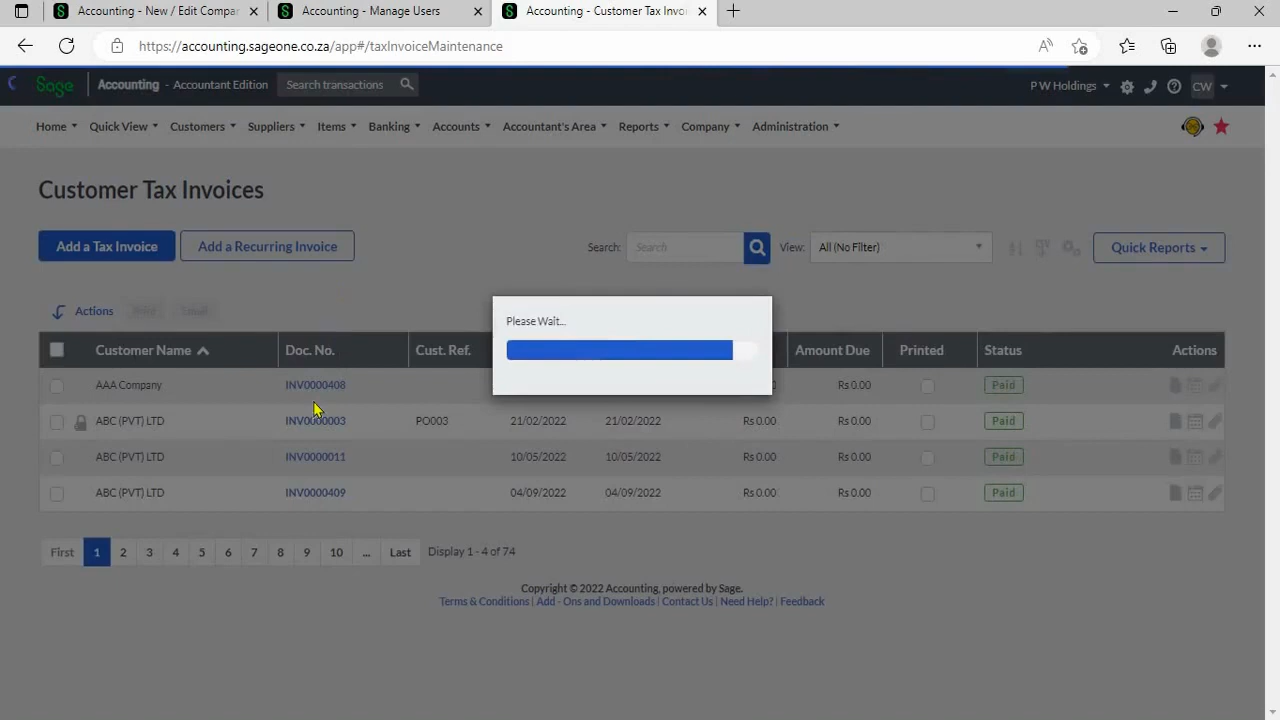 Accounting - New / Edit Compar
Accounting - Manage Users
Accounting - Customer Tax Invoi
https://accounting.sageone.co.za/app#/taxInvoiceMaintenance
Sage Accounting - Accountant Edition Search transactions P W Holdings CW
Home Quick View Customers Suppliers Items Banking Accounts Accountant's Area Reports Company Administration
Customer Tax Invoices
Add a Tax Invoice Add a Recurring Invoice Search: Search View: All (No Filter) Quick Reports
Actions Print Email
Please Wait...
Customer Name Doc. No. Cust. Ref. Amount Due Printed Status Actions
AAA Company INV0000408 Rs 0.00 Paid
ABC (PVT) LTD INV0000003 PO003 21/02/2022 21/02/2022 Rs 0.00 Rs 0.00 Paid
ABC (PVT) LTD INV0000011 10/05/2022 10/05/2022 Rs 0.00 Rs 0.00 Paid
ABC (PVT) LTD INV0000409 04/09/2022 04/09/2022 Rs 0.00 Rs 0.00 Paid
First 1 2 3 4 5 6 7 8 9 10 ... Last Display 1 - 4 of 74
Copyright © 2022 Accounting, powered by Sage.
Terms & Conditions | Add - Ons and Downloads | Contact Us | Need Help? | Feedback